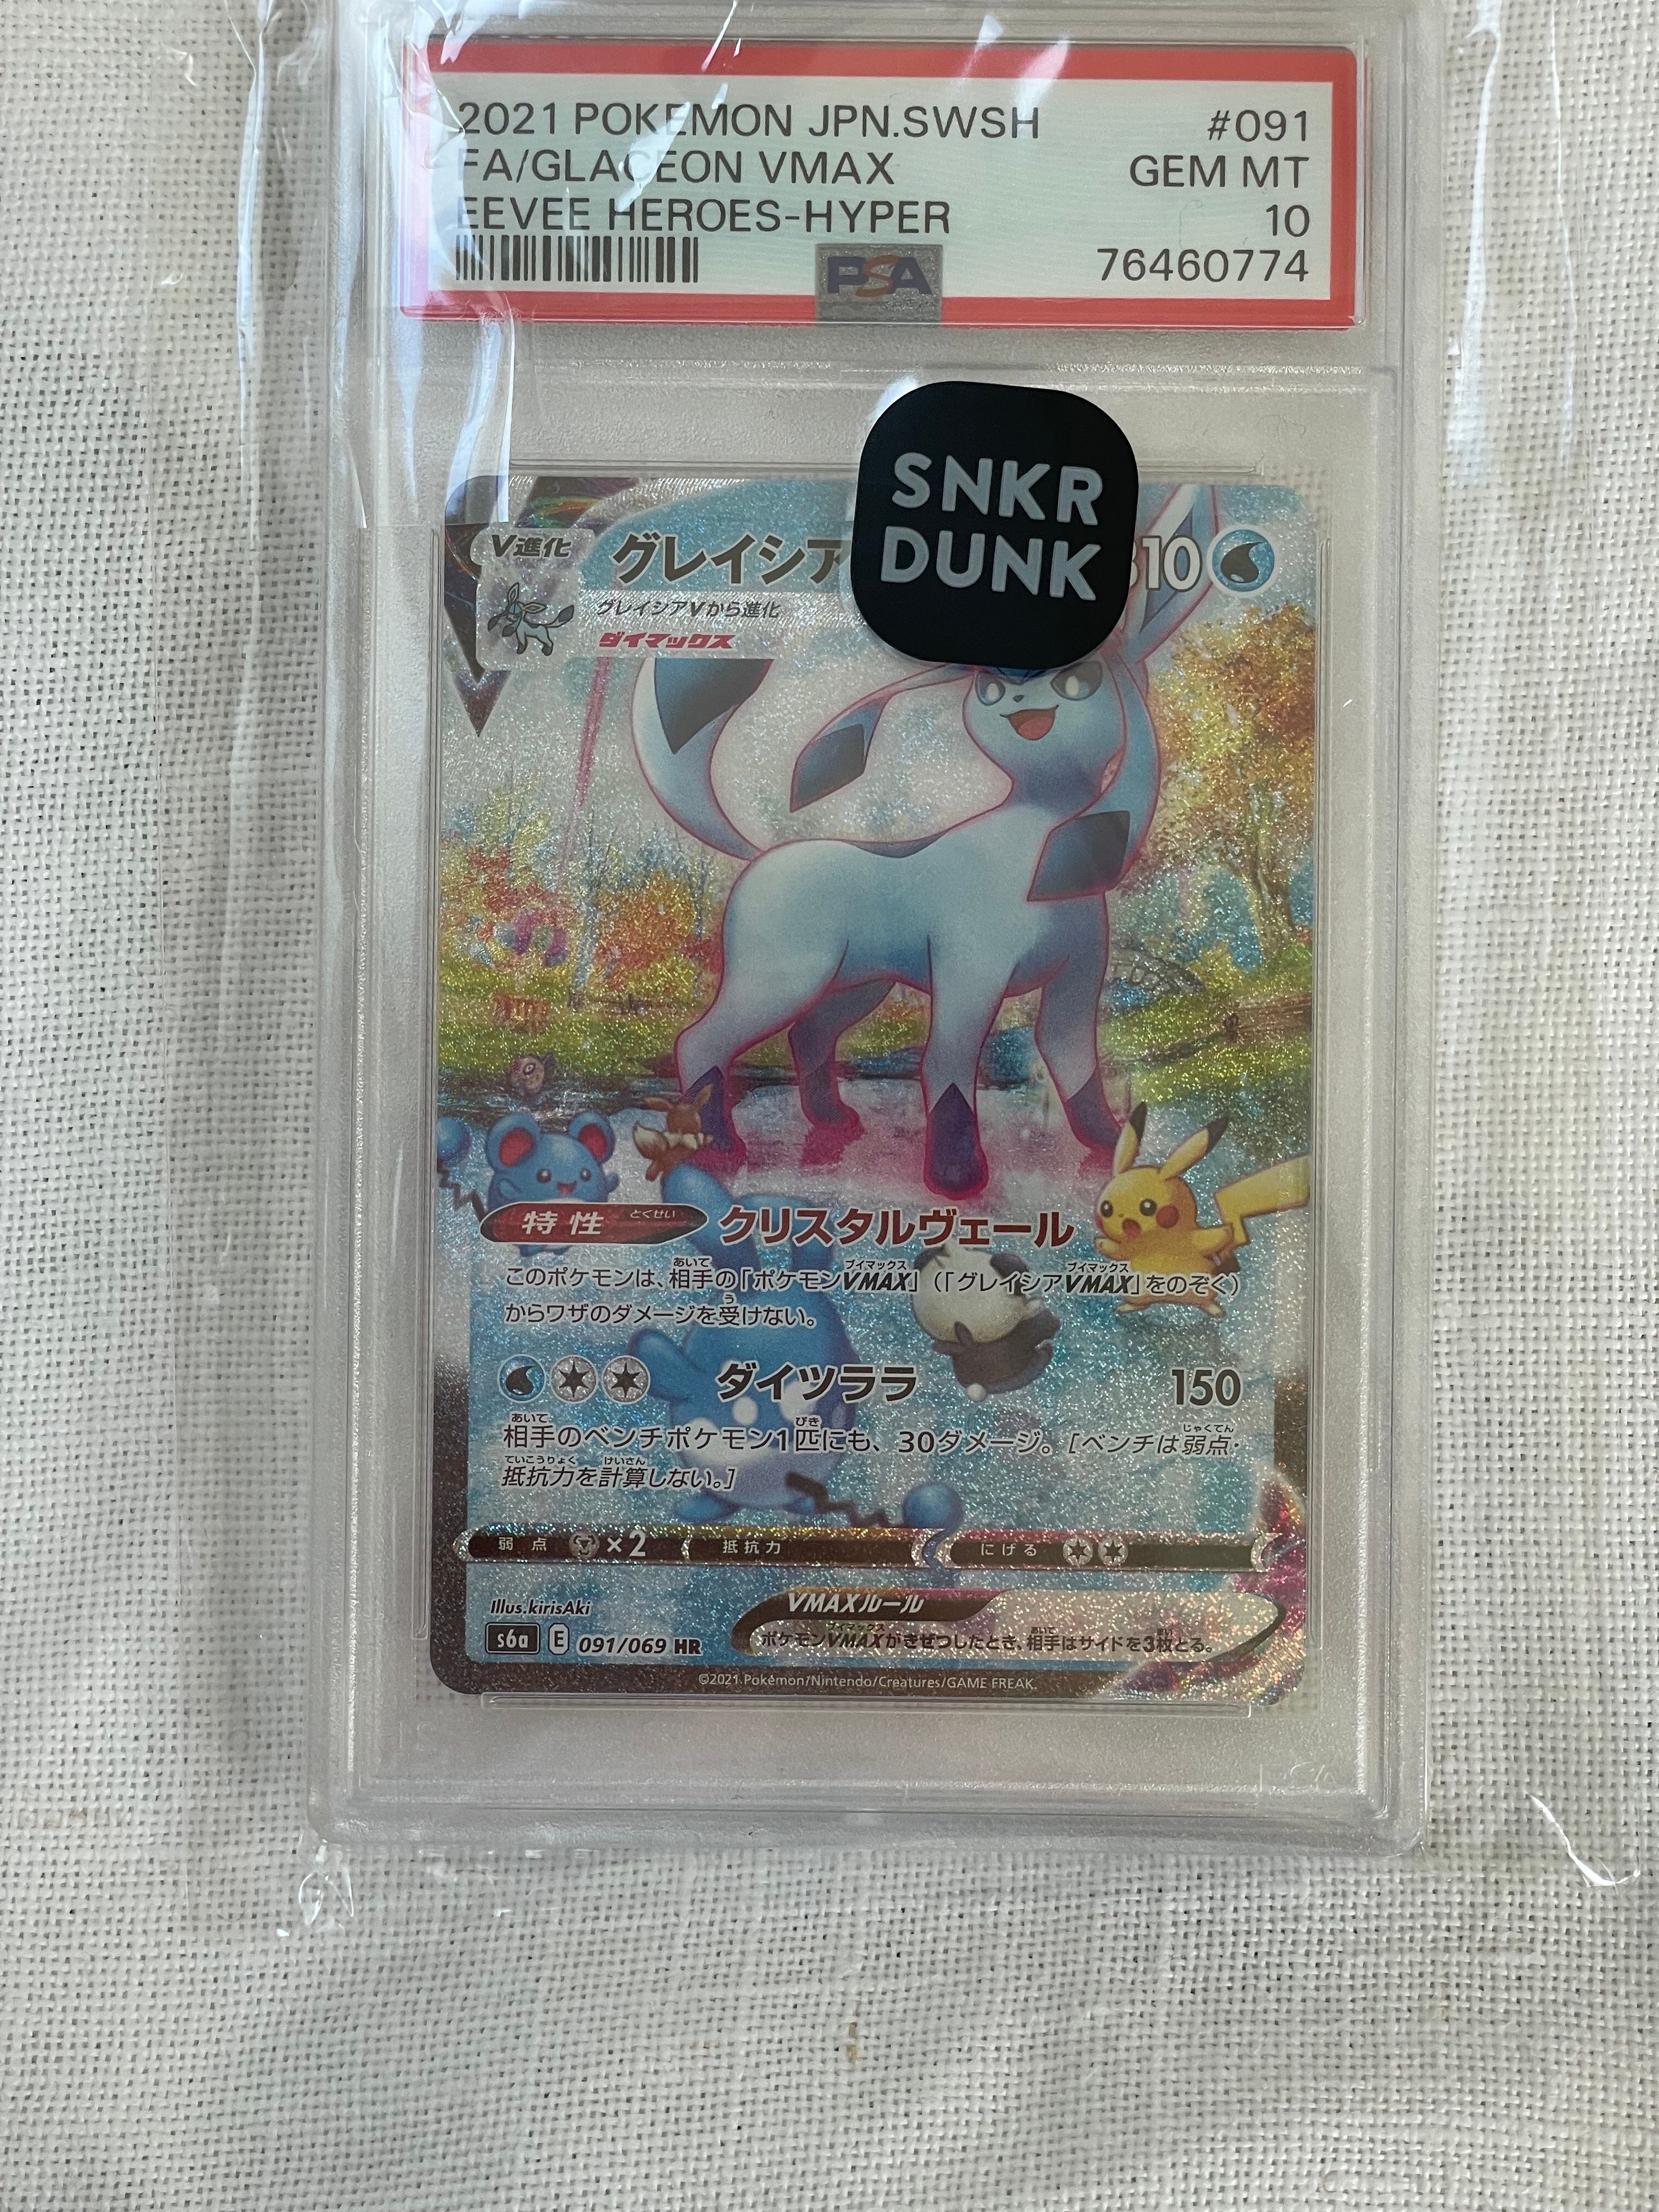 2021 POKEMON JPN.SWSH #091
FA/GLACEON VMAX GEM MT
EEVEE HEROES-HYPER 10
PSA 76460774
SNKR
DUNK
V進化 グレイシア 310
グレイシアVから進化
ダイマックス
特性 とくせい クリスタルヴェール
このポケモンは、相手の「ポケモンVMAX」(「グレイシアVMAX」をのぞく)
からワザのダメージを受けない。
ダイツララ 150
相手のベンチポケモン1匹にも、30ダメージ。[ベンチは弱点・
抵抗力を計算しない。]
弱点 ×2 抵抗力 にげる
Illus.kirisAki VMAXルール
s6a E 091/069 HR ポケモンVMAXがきぜつしたとき、相手はサイドを3枚とる。
©2021 Pokémon/Nintendo/Creatures/GAME FREAK.